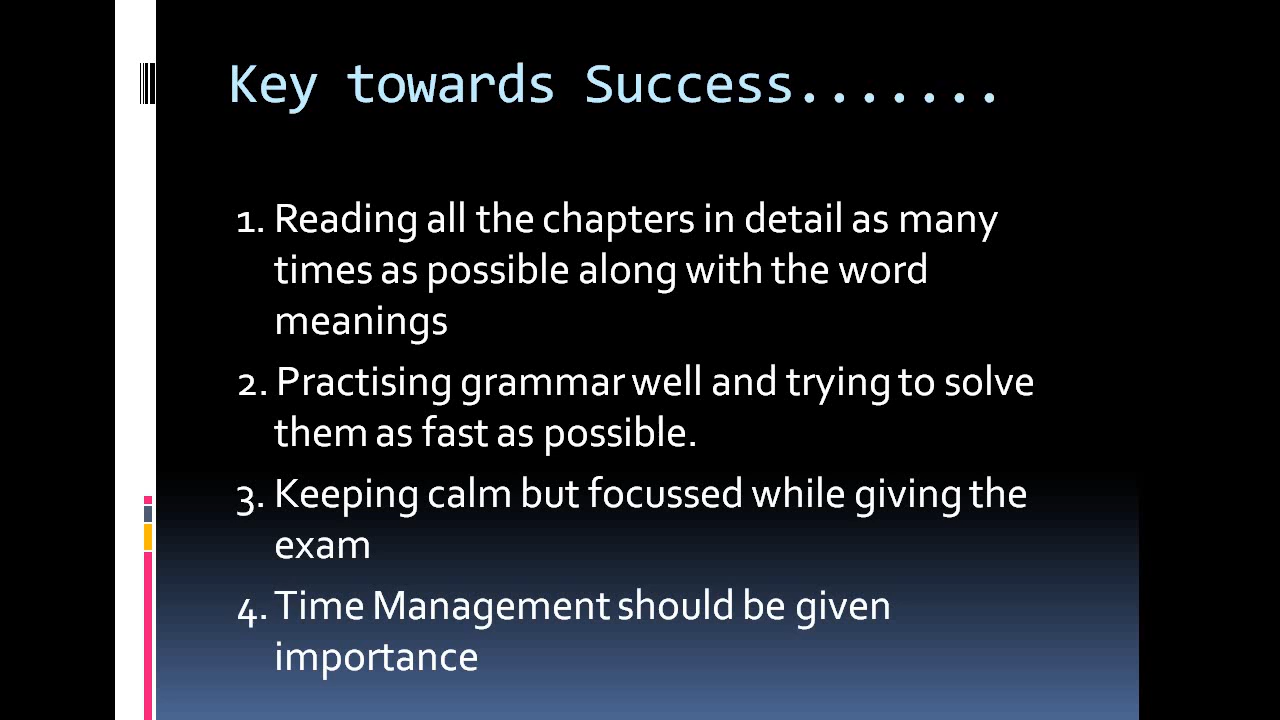 Key towards Success.......
1. Reading all the chapters in detail as many
times as possible along with the word
meanings
2. Practising grammar well and trying to solve
them as fast as possible.
3. Keeping calm but focussed while giving the
exam
4. Time Management should be given
importance